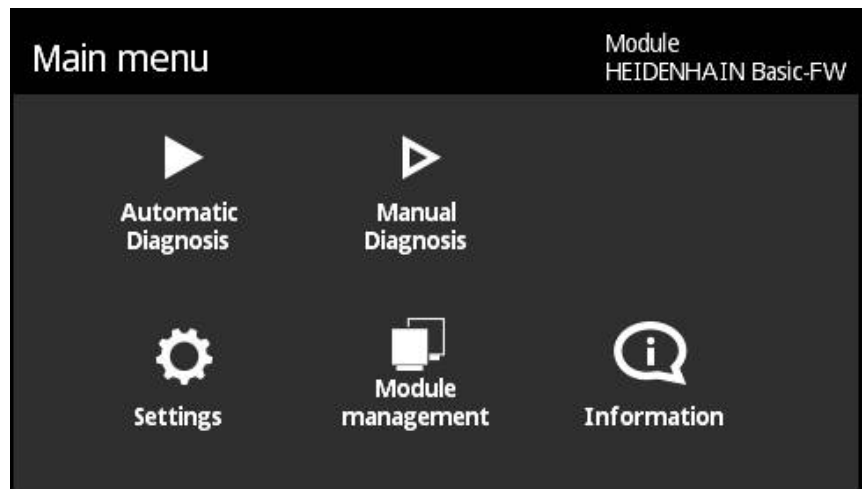 Main menu
Module
HEIDENHAIN Basic-FW
Automatic
Diagnosis
Manual
Diagnosis
Settings
Module
management
i
Information